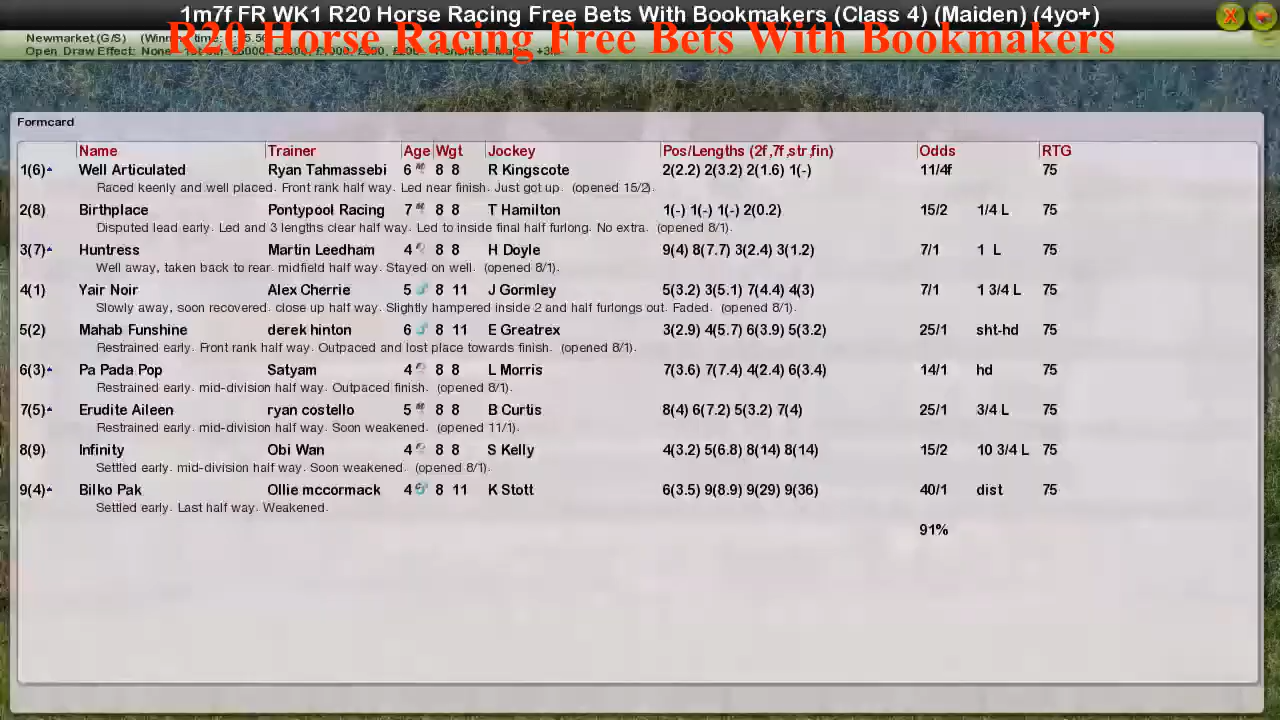 1m7f FR WK1 R20 Horse Racing Free Bets With Bookmakers (Class 4) (Maiden) (4yo+)
R20 Horse Racing Free Bets With Bookmakers
Newmarket (G/S) (Winning time:
Open Draw Effect: None
Formcard
Name Trainer Age Wgt Jockey Pos/Lengths (2f,7f,str,fin) Odds RTG
1(6) Well Articulated Ryan Tahmassebi 6 8 8 R Kingscote 2(2.2) 2(3.2) 2(1.6) 1(-) 11/4f 75
Raced keenly and well placed. Front rank half way. Led near finish. Just got up. (opened 15/2).
2(8) Birthplace Pontypool Racing 7 8 8 T Hamilton 1(-) 1(-) 1(-) 2(0.2) 15/2 1/4 L 75
Disputed lead early. Led and 3 lengths clear half way. Led to inside final half furlong. No extra. (opened 8/1).
3(7) Huntress Martin Leedham 4 8 8 H Doyle 9(4) 8(7.7) 3(2.4) 3(1.2) 7/1 1 L 75
Well away, taken back to rear. midfield half way. Stayed on well. (opened 8/1).
4(1) Yair Noir Alex Cherrie 5 8 11 J Gormley 5(3.2) 3(5.1) 7(4.4) 4(3) 7/1 1 3/4 L 75
Slowly away, soon recovered. close up half way. Slightly hampered inside 2 and half furlongs out. Faded. (opened 8/1).
5(2) Mahab Funshine derek hinton 6 8 11 E Greatrex 3(2.9) 4(5.7) 6(3.9) 5(3.2) 25/1 sht-hd 75
Restrained early. Front rank half way. Outpaced and lost place towards finish. (opened 8/1).
6(3) Pa Pada Pop Satyam 4 8 8 L Morris 7(3.6) 7(7.4) 4(2.4) 6(3.4) 14/1 hd 75
Restrained early. mid-division half way. Outpaced finish. (opened 8/1).
7(5) Erudite Aileen ryan costello 5 8 8 B Curtis 8(4) 6(7.2) 5(3.2) 7(4) 25/1 3/4 L 75
Restrained early. mid-division half way. Soon weakened. (opened 11/1).
8(9) Infinity Obi Wan 4 8 8 S Kelly 4(3.2) 5(6.8) 8(14) 8(14) 15/2 10 3/4 L 75
Settled early. mid-division half way. Soon weakened. (opened 8/1).
9(4) Bilko Pak Ollie mccormack 4 8 11 K Stott 6(3.5) 9(8.9) 9(29) 9(36) 40/1 dist 75
Settled early. Last half way. Weakened.
91%